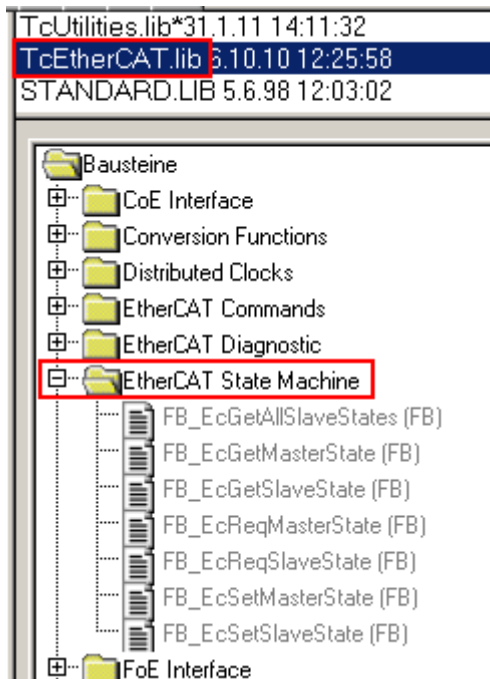 TcUtilities.lib*31.1.11 14:11:32
TcEtherCAT.lib 6.10.10 12:25:58
STANDARD.LIB 5.6.98 12:03:02
Bausteine
CoE Interface
Conversion Functions
Distributed Clocks
EtherCAT Commands
EtherCAT Diagnostic
EtherCAT State Machine
FB_EcGetAllSlaveStates (FB)
FB_EcGetMasterState (FB)
FB_EcGetSlaveState (FB)
FB_EcReqMasterState (FB)
FB_EcReqSlaveState (FB)
FB_EcSetMasterState (FB)
FB_EcSetSlaveState (FB)
FoE Interface